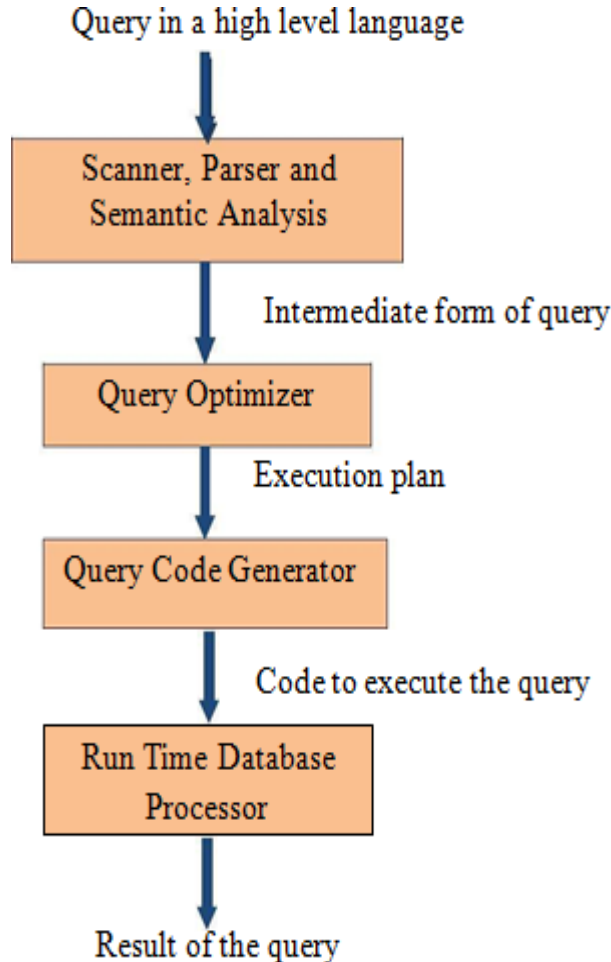 Query in a high level language
Scanner, Parser and
Semantic Analysis
Intermediate form of query
Query Optimizer
Execution plan
Query Code Generator
Code to execute the query
Run Time Database
Processor
Result of the query